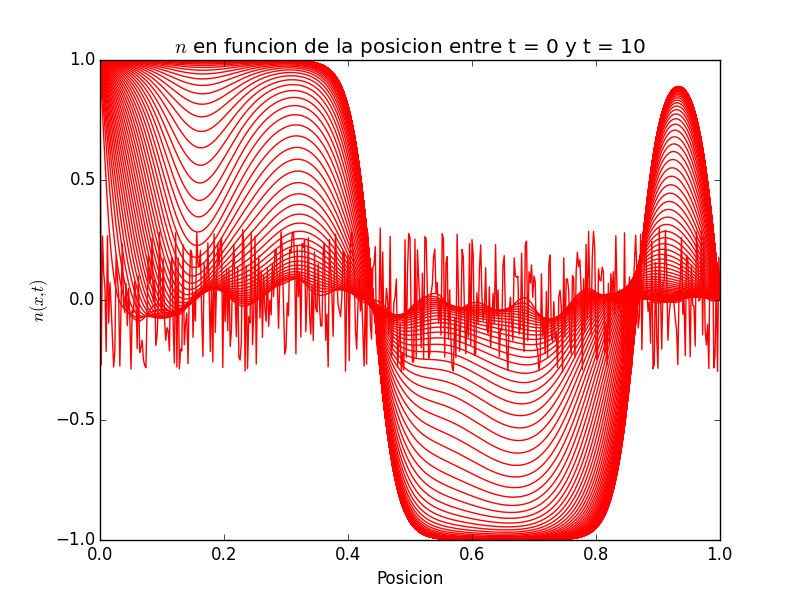 n en funcion de la posicion entre t = 0 y t = 10
1.0
0.5
0.0
−0.5
−1.0
n(x,t)
0.0 0.2 0.4 0.6 0.8 1.0
Posicion